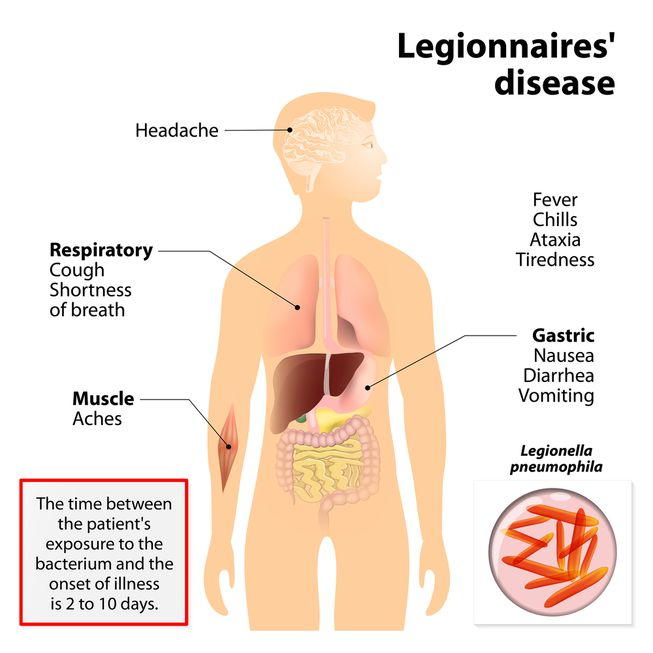 Legionnaires'
disease
Headache
Fever
Chills
Ataxia
Tiredness
Respiratory
Cough
Shortness
of breath
Gastric
Nausea
Diarrhea
Vomiting
Muscle
Aches
Legionella
pneumophila
The time between
the patient's
exposure to the
bacterium and the
onset of illness
is 2 to 10 days.